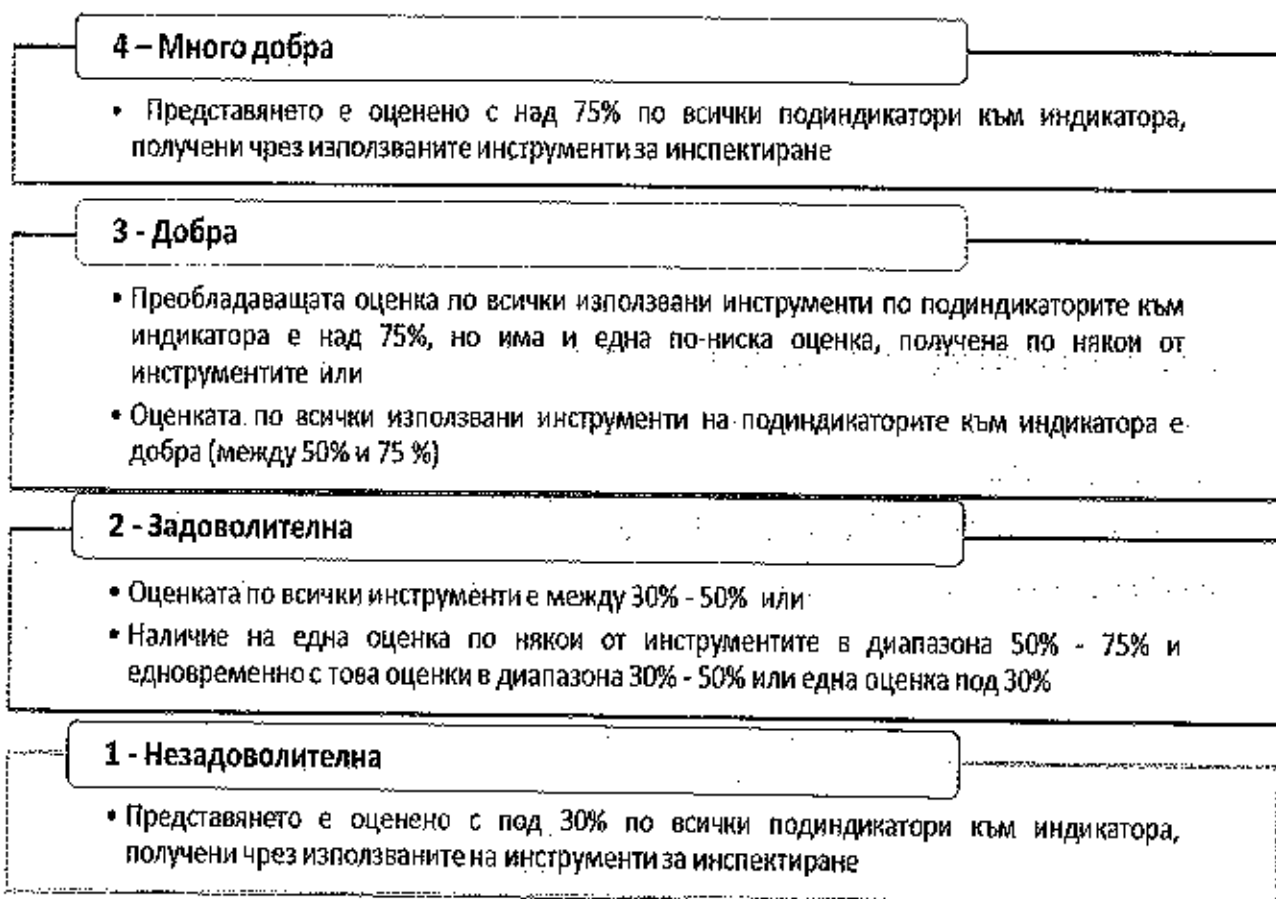 4 – Много добра
• Представянето е оценено с над 75% по всички подиндикатори към индикатора,
получени чрез използваните инструменти за инспектиране
3 - Добра
• Преобладаващата оценка по всички използвани инструменти по подиндикаторите към
индикатора е над 75%, но има и една по-ниска оценка, получена по някои от
инструментите или
• Оценката по всички използвани инструменти на подиндикаторите към индикатора е
добра (между 50% и 75 %)
2 - Задоволителна
• Оценката по всички инструменти е между 30% - 50% или
• Наличие на една оценка по някои от инструментите в диапазона 50% - 75% и
едновременно с това оценки в диапазона 30% - 50% или една оценка под 30%
1 - Незадоволителна
• Представянето е оценено с под 30% по всички подиндикатори към индикатора,
получени чрез използваните на инструменти за инспектиране